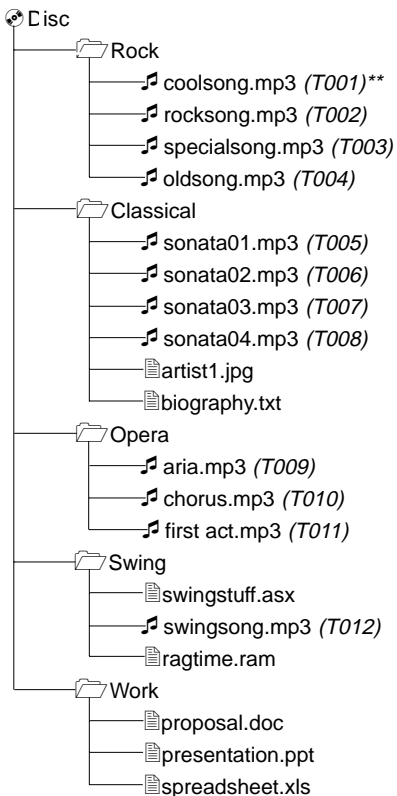 Disc
Rock
coolsong.mp3 (T001)**
rocksong.mp3 (T002)
specialsong.mp3 (T003)
oldsong.mp3 (T004)
Classical
sonata01.mp3 (T005)
sonata02.mp3 (T006)
sonata03.mp3 (T007)
sonata04.mp3 (T008)
artist1.jpg
biography.txt
Opera
aria.mp3 (T009)
chorus.mp3 (T010)
first act.mp3 (T011)
Swing
swingstuff.asx
swingsong.mp3 (T012)
ragtime.ram
Work
proposal.doc
presentation.ppt
spreadsheet.xls